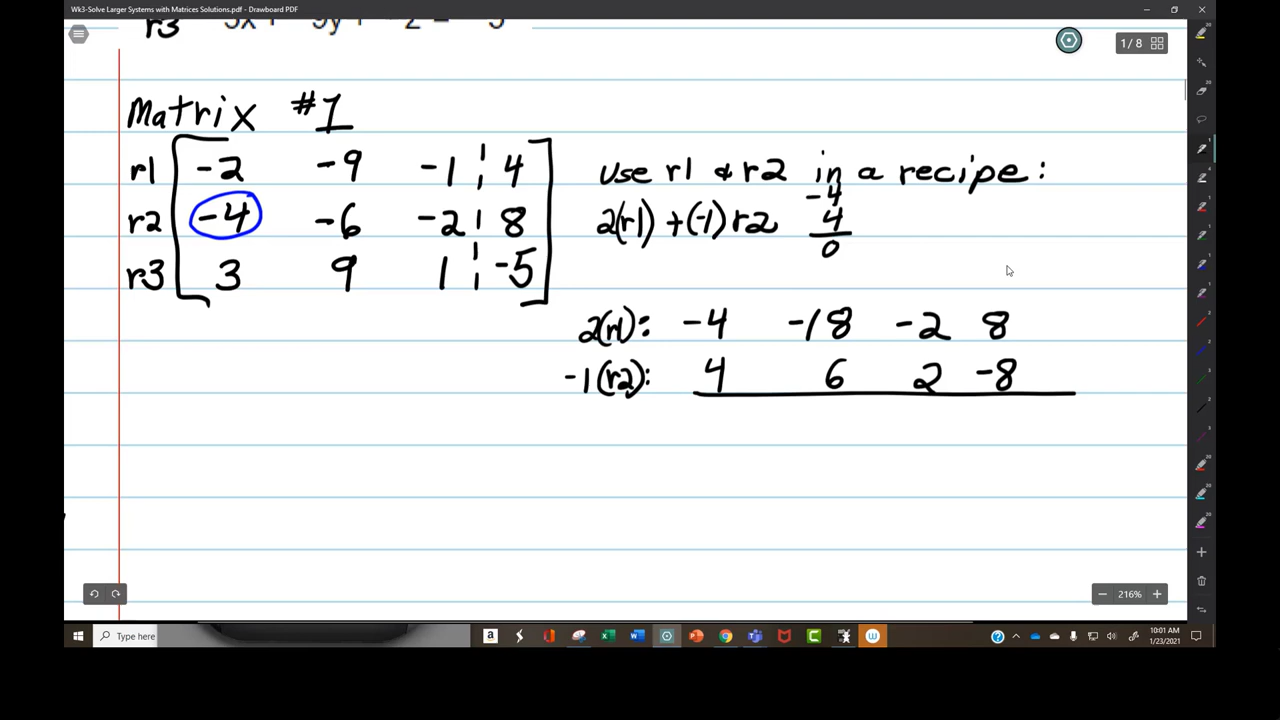 Wk3-Solve Larger Systems with Matrices Solutions.pdf - Drawboard PDF
r3
1 / 8
Matrix #1
r1 -2 -9 -1 4
r2 -4 -6 -2 8
r3 3 9 1 -5
use r1 & r2 in a recipe:
2(r1) + (-1) r2
-4
4
0
2(r1): -4 -18 -2 8
-1(r2): 4 6 2 -8
216%
Type here
10:01 AM
1/23/2021